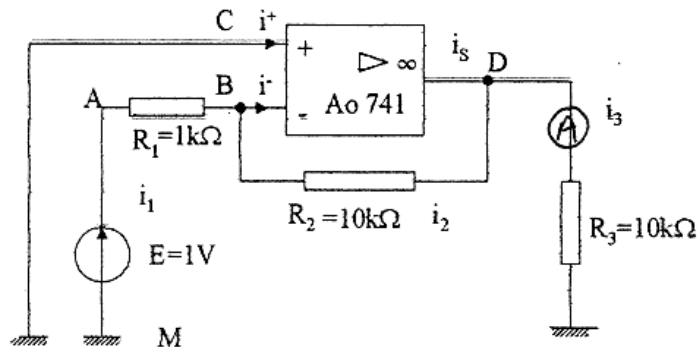 C i⁺
+
▷ ∞
iₛ D
A
B i⁻
-
Ao 741
A
i₃
R₁=1kΩ
i₁
R₂=10kΩ i₂
R₃=10kΩ
E=1V
M